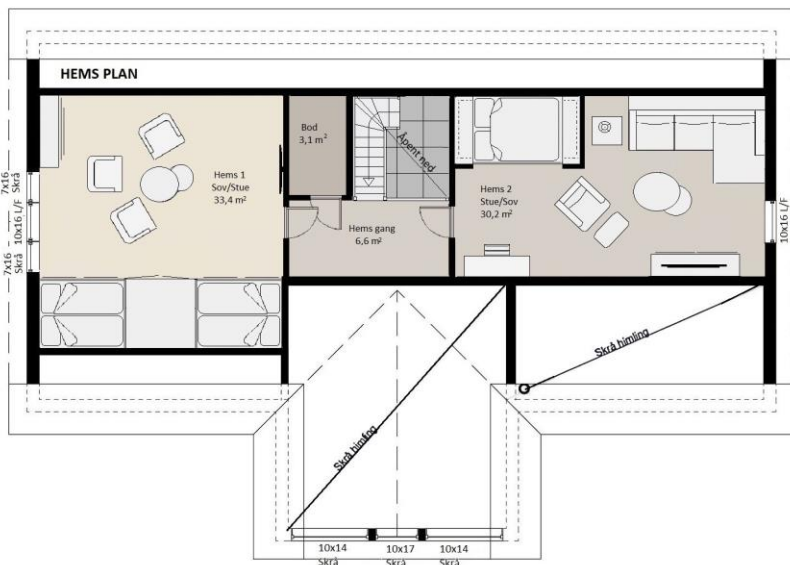 HEMS PLAN
Bod
3,1 m²
Åpent ned
Hems 1
Sov/Stue
33,4 m²
Hems 2
Stue/Sov
30,2 m²
Hems gang
6,6 m²
7x16
Skrå
10x16 L/F
7x16
Skrå
10x16 L/F
Skrå himling
Skrå himling
10x14
Skrå
10x17
Skrå
10x14
Skrå